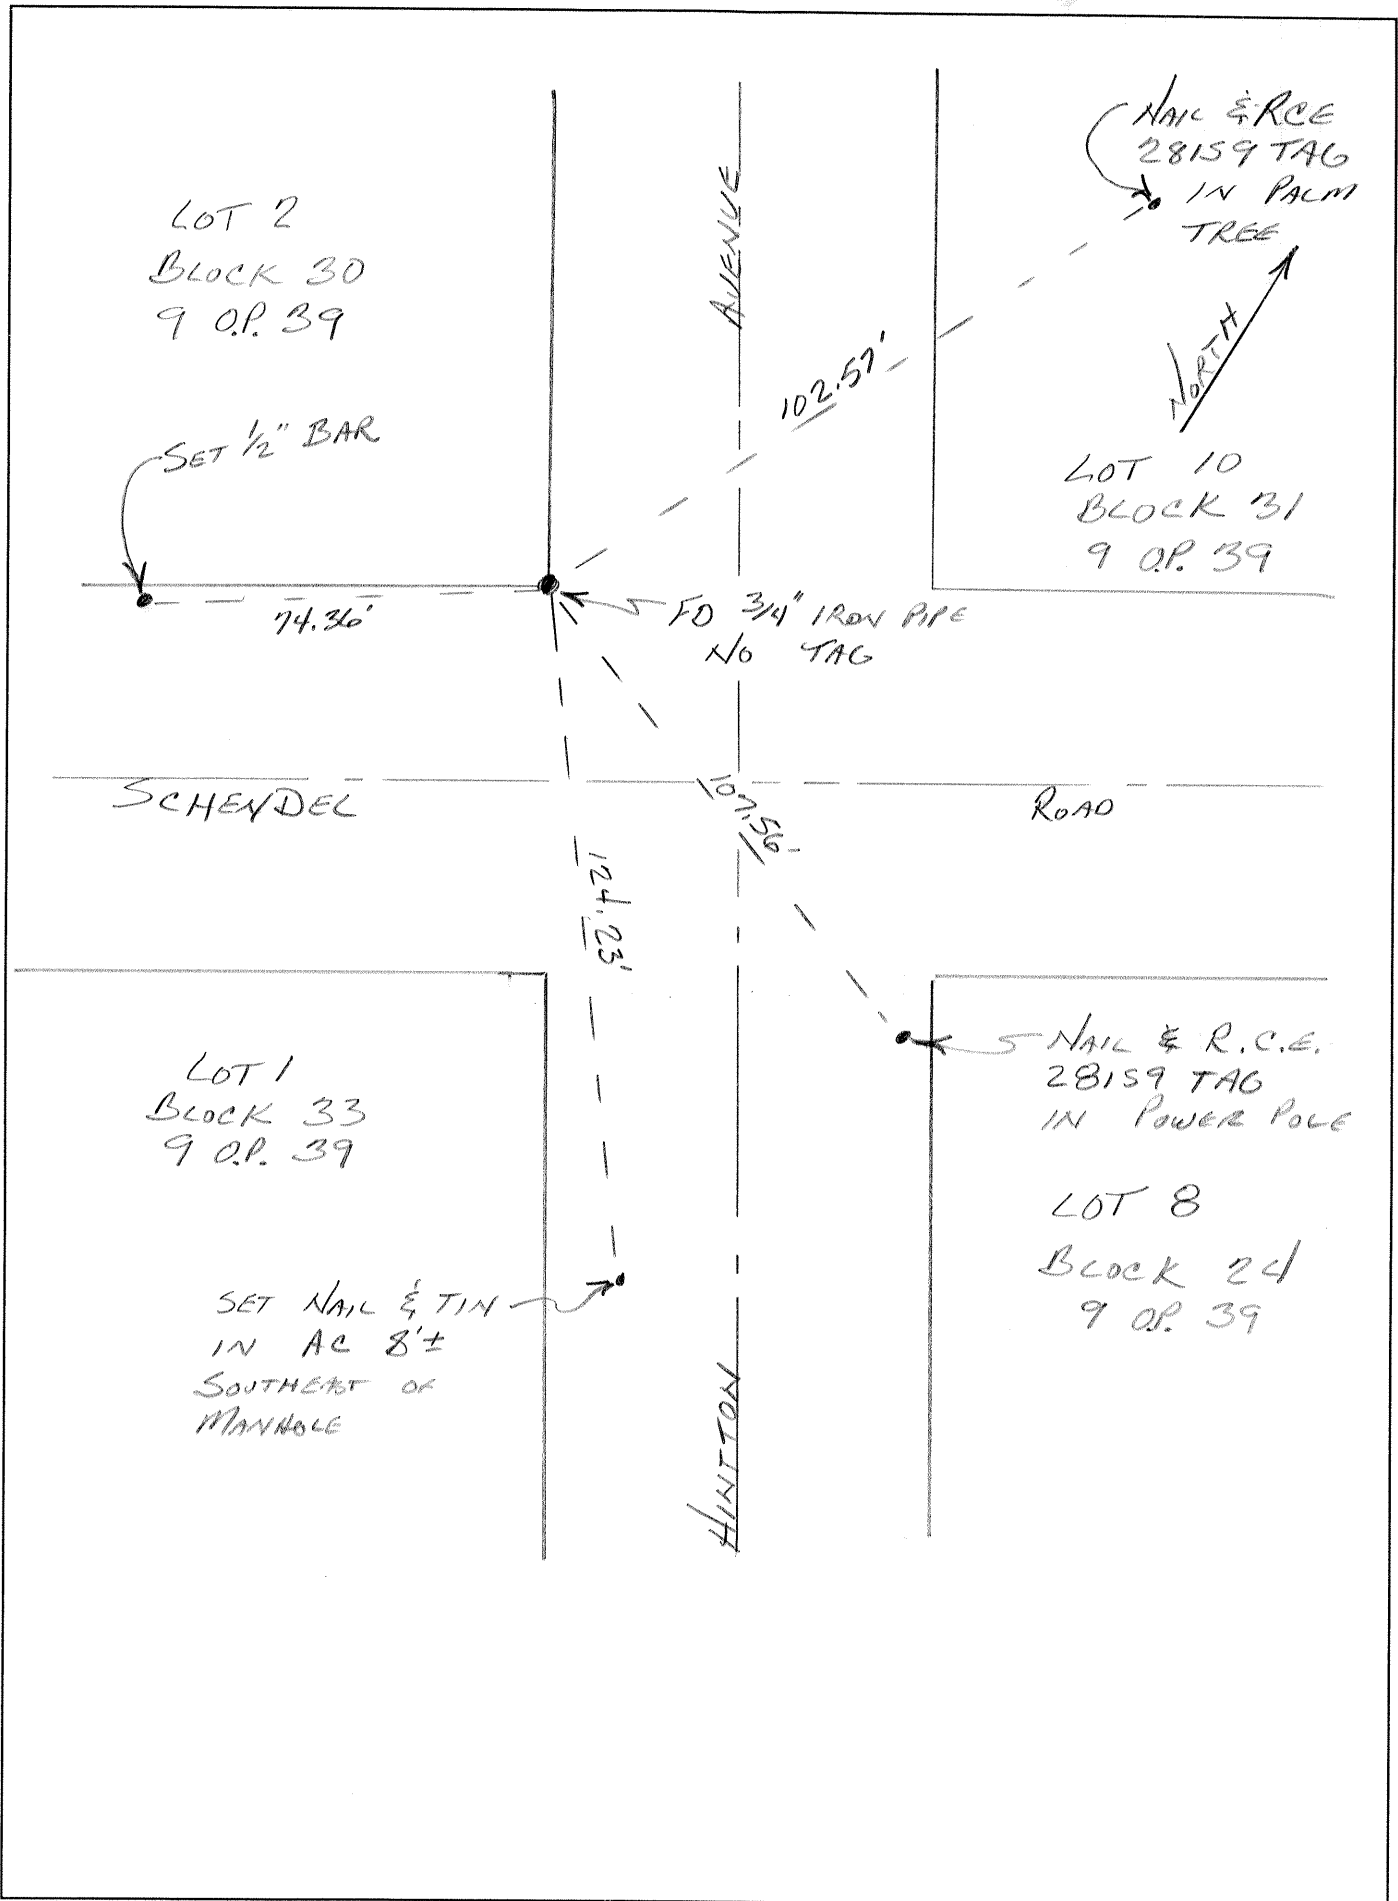 LOT 2
BLOCK 30
9 O.P. 39
SET 1/2" BAR
74.36'
AVENUE
102.57'
NAIL & RCE
28159 TAG
IN PALM
TREE
NORTH
LOT 10
BLOCK 31
9 O.P. 39
FD 3/4" IRON PIPE
NO TAG
SCHENDEL
ROAD
107.56'
124.23'
LOT 1
BLOCK 33
9 O.P. 39
NAIL & R.C.E.
28159 TAG
IN POWER POLE
LOT 8
BLOCK 24
9 O.P. 39
SET NAIL & TIN
IN AC 8'±
SOUTHEAST OF
MANHOLE
HINTTON